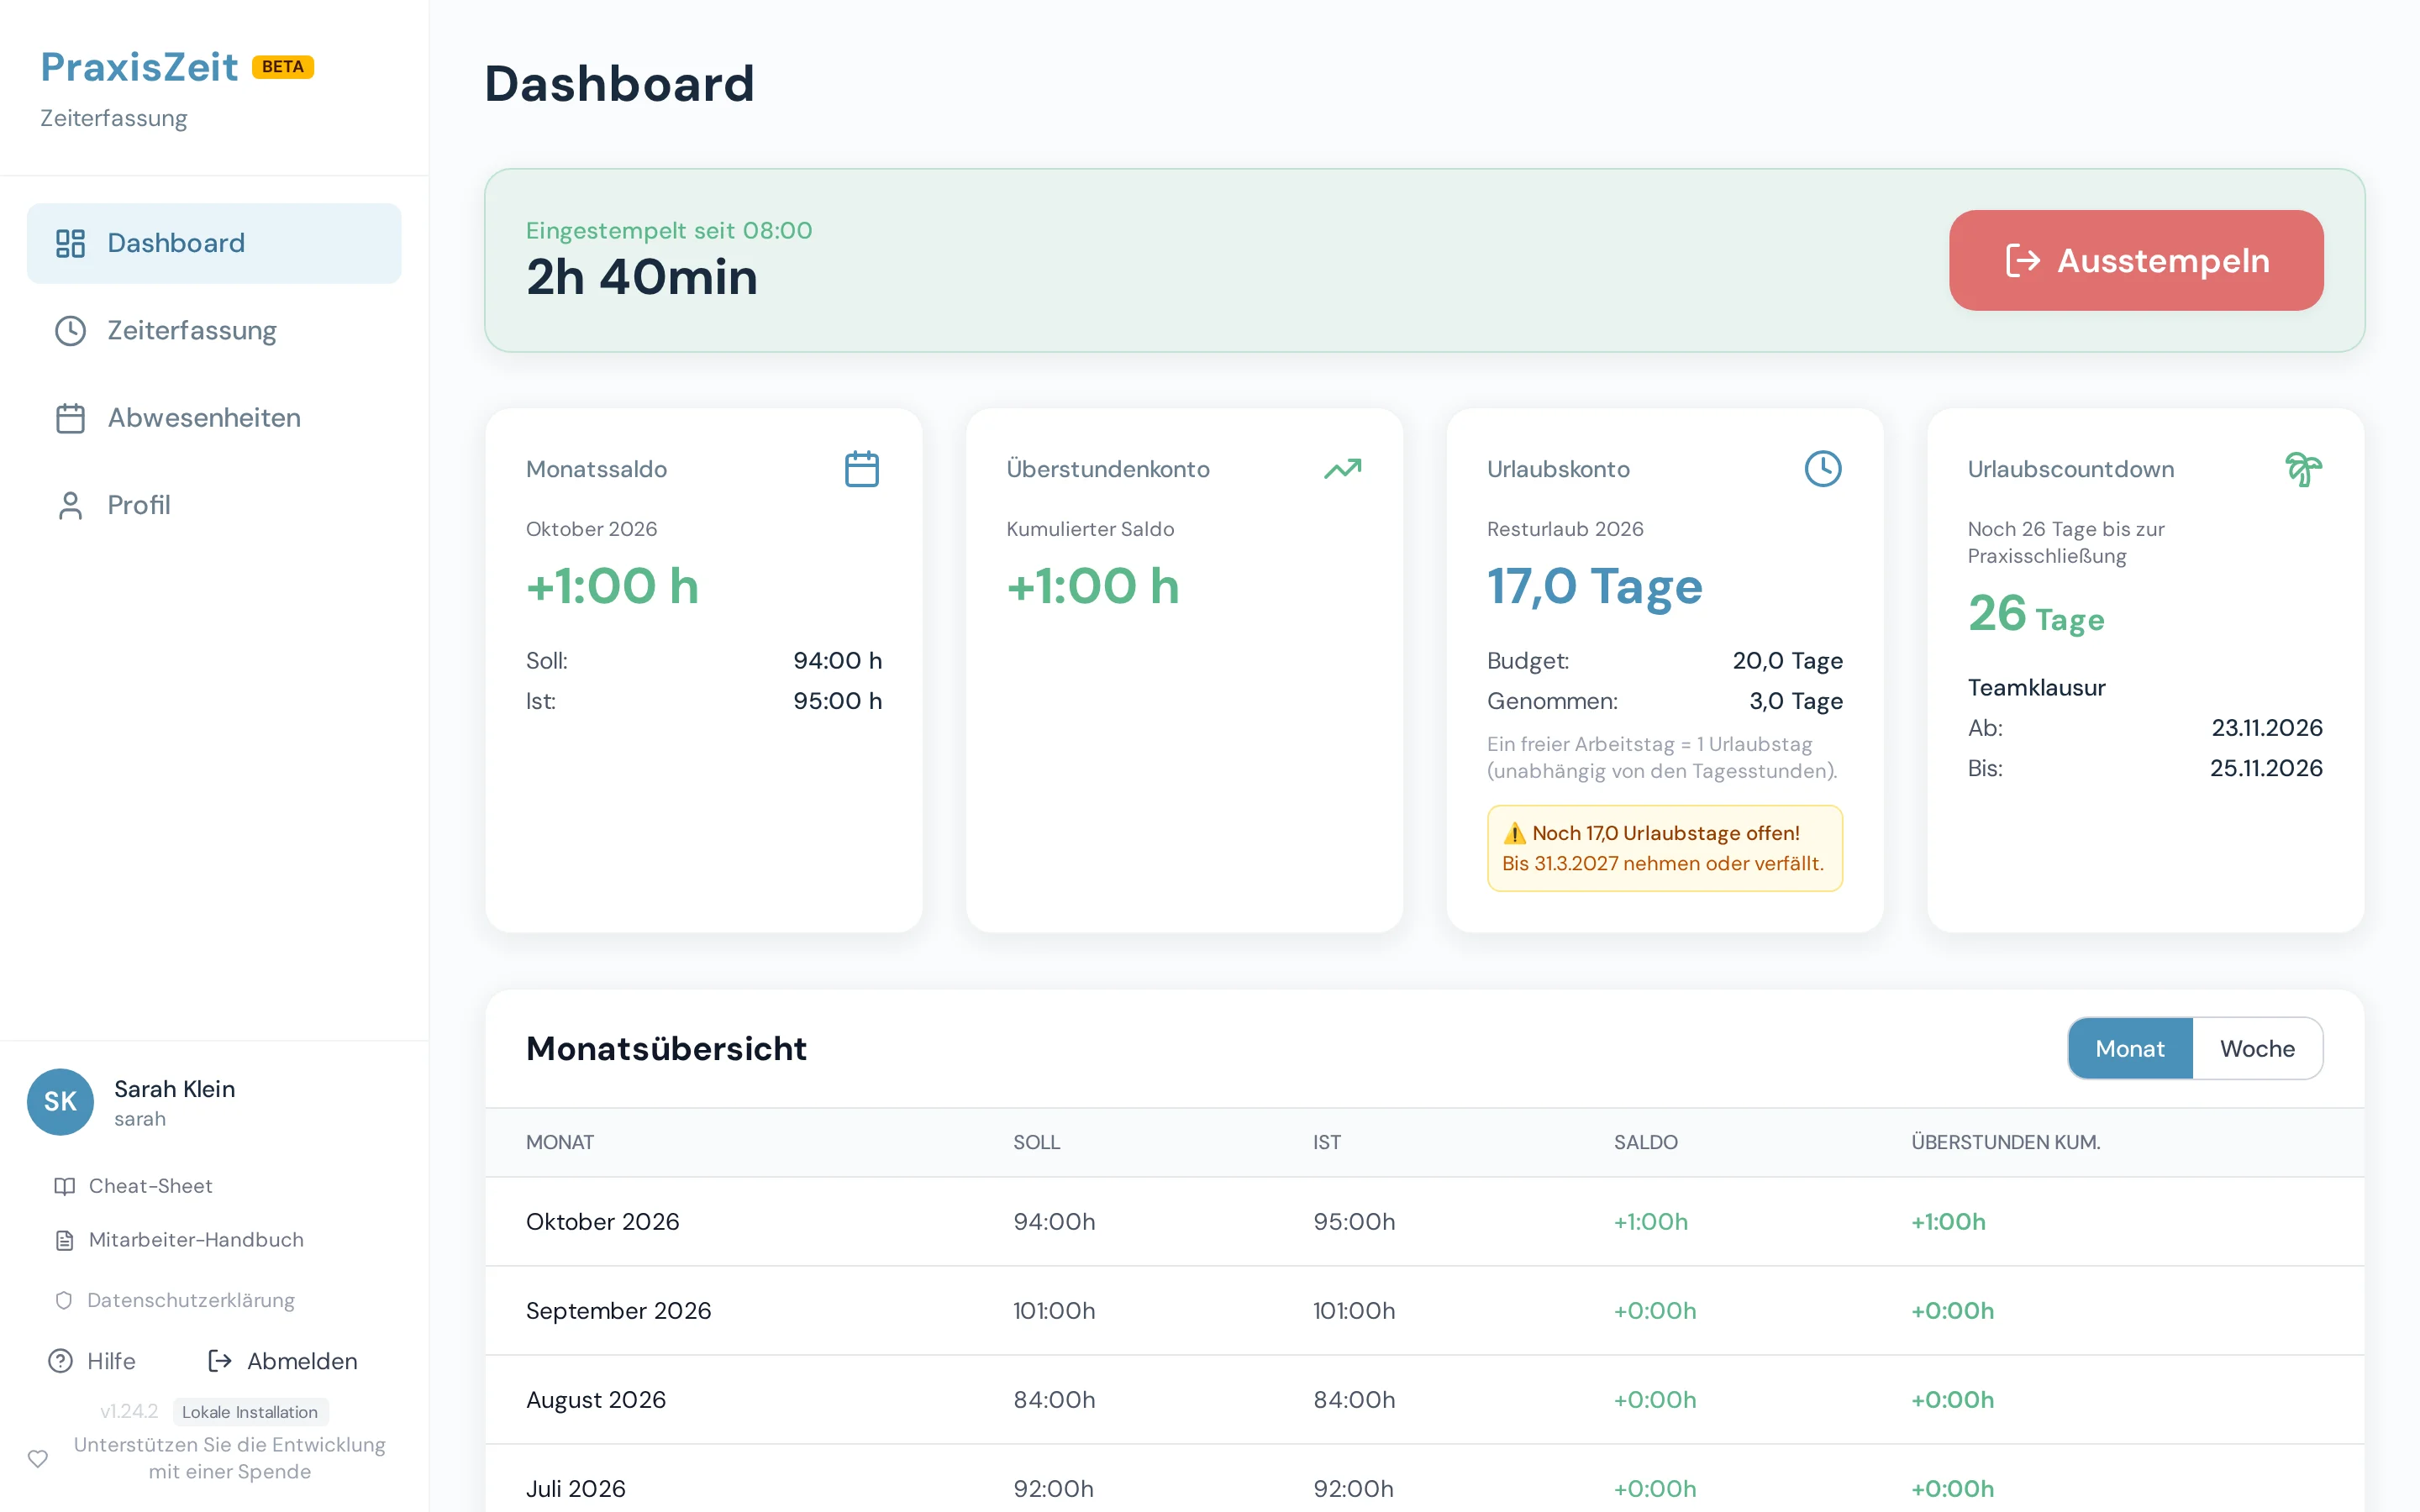 PraxisZeit BETA
Zeiterfassung
Dashboard
Zeiterfassung
Abwesenheiten
Profil
SK
Sarah Klein
sarah
Cheat-Sheet
Mitarbeiter-Handbuch
Datenschutzerklärung
Hilfe
Abmelden
v1.24.2 Lokale Installation
Unterstützen Sie die Entwicklung
mit einer Spende
Dashboard
Eingestempelt seit 08:00
2h 40min
Ausstempeln
Monatssaldo
Oktober 2026
+1:00 h
Soll: 94:00 h
Ist: 95:00 h
Überstundenkonto
Kumulierter Saldo
+1:00 h
Urlaubskonto
Resturlaub 2026
17,0 Tage
Budget: 20,0 Tage
Genommen: 3,0 Tage
Ein freier Arbeitstag = 1 Urlaubstag
(unabhängig von den Tagesstunden).
⚠️ Noch 17,0 Urlaubstage offen!
Bis 31.3.2027 nehmen oder verfällt.
Urlaubscountdown
Noch 26 Tage bis zur
Praxisschließung
26 Tage
Teamklausur
Ab: 23.11.2026
Bis: 25.11.2026
Monatsübersicht
Monat Woche
MONAT SOLL IST SALDO ÜBERSTUNDEN KUM.
Oktober 2026 94:00h 95:00h +1:00h +1:00h
September 2026 101:00h 101:00h +0:00h +0:00h
August 2026 84:00h 84:00h +0:00h +0:00h
Juli 2026 92:00h 92:00h +0:00h +0:00h